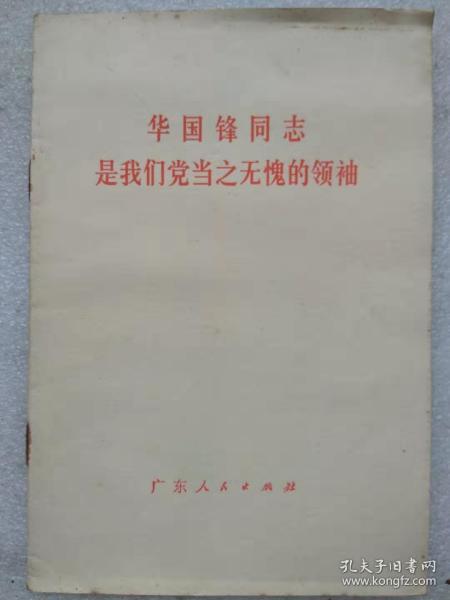 华国锋同志
是我们党当之无愧的领袖
广东人民出版社
孔夫子旧书网
www.kongfz.com